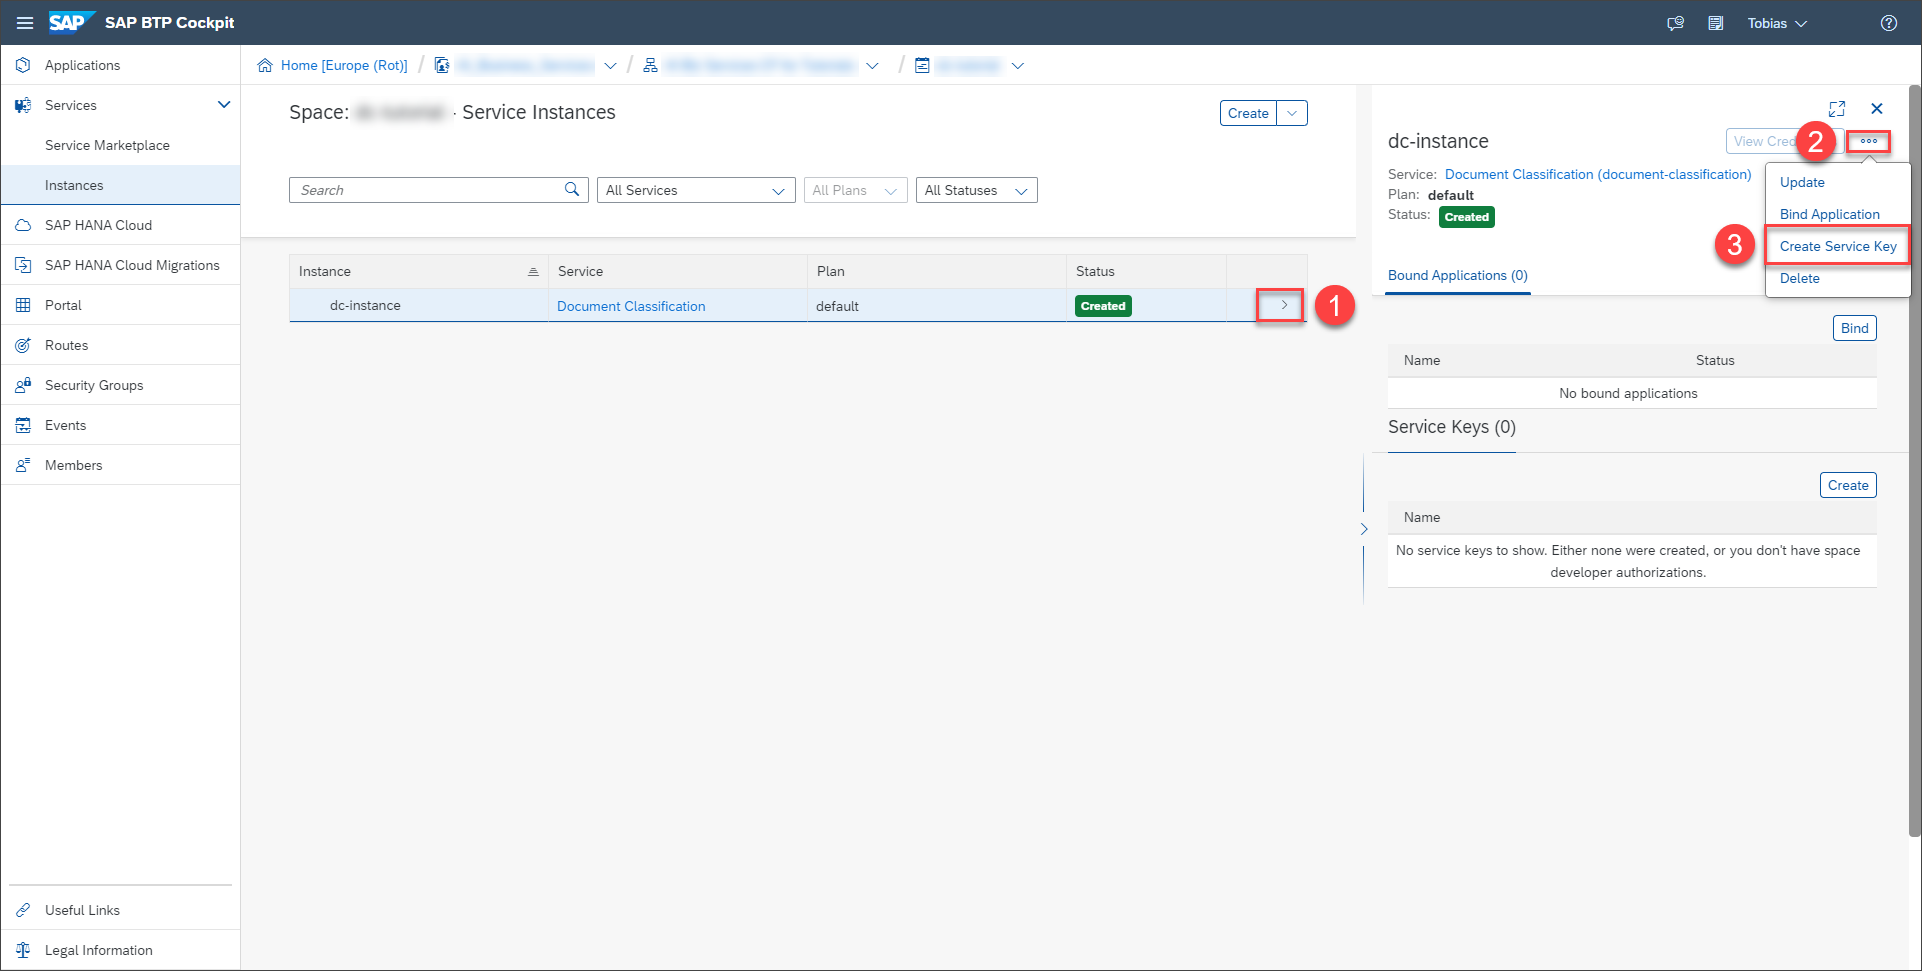 SAP SAP BTP Cockpit
Tobias
Applications
Services
Service Marketplace
Instances
SAP HANA Cloud
SAP HANA Cloud Migrations
Portal
Routes
Security Groups
Events
Members
Useful Links
Legal Information
Home [Europe (Rot)] / / /
Space: - Service Instances
Create
Search
All Services
All Plans
All Statuses
Instance Service Plan Status
dc-instance Document Classification default Created
1
dc-instance
View Cred
2
Service: Document Classification (document-classification)
Plan: default
Status: Created
Update
Bind Application
3
Create Service Key
Delete
Bound Applications (0)
Bind
Name Status
No bound applications
Service Keys (0)
Create
Name
No service keys to show. Either none were created, or you don't have space
developer authorizations.